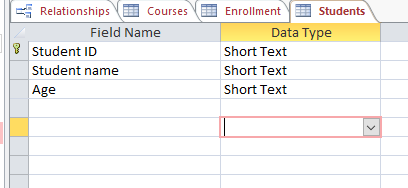 Relationships Courses Enrollment Students
Field Name Data Type
Student ID Short Text
Student name Short Text
Age Short Text